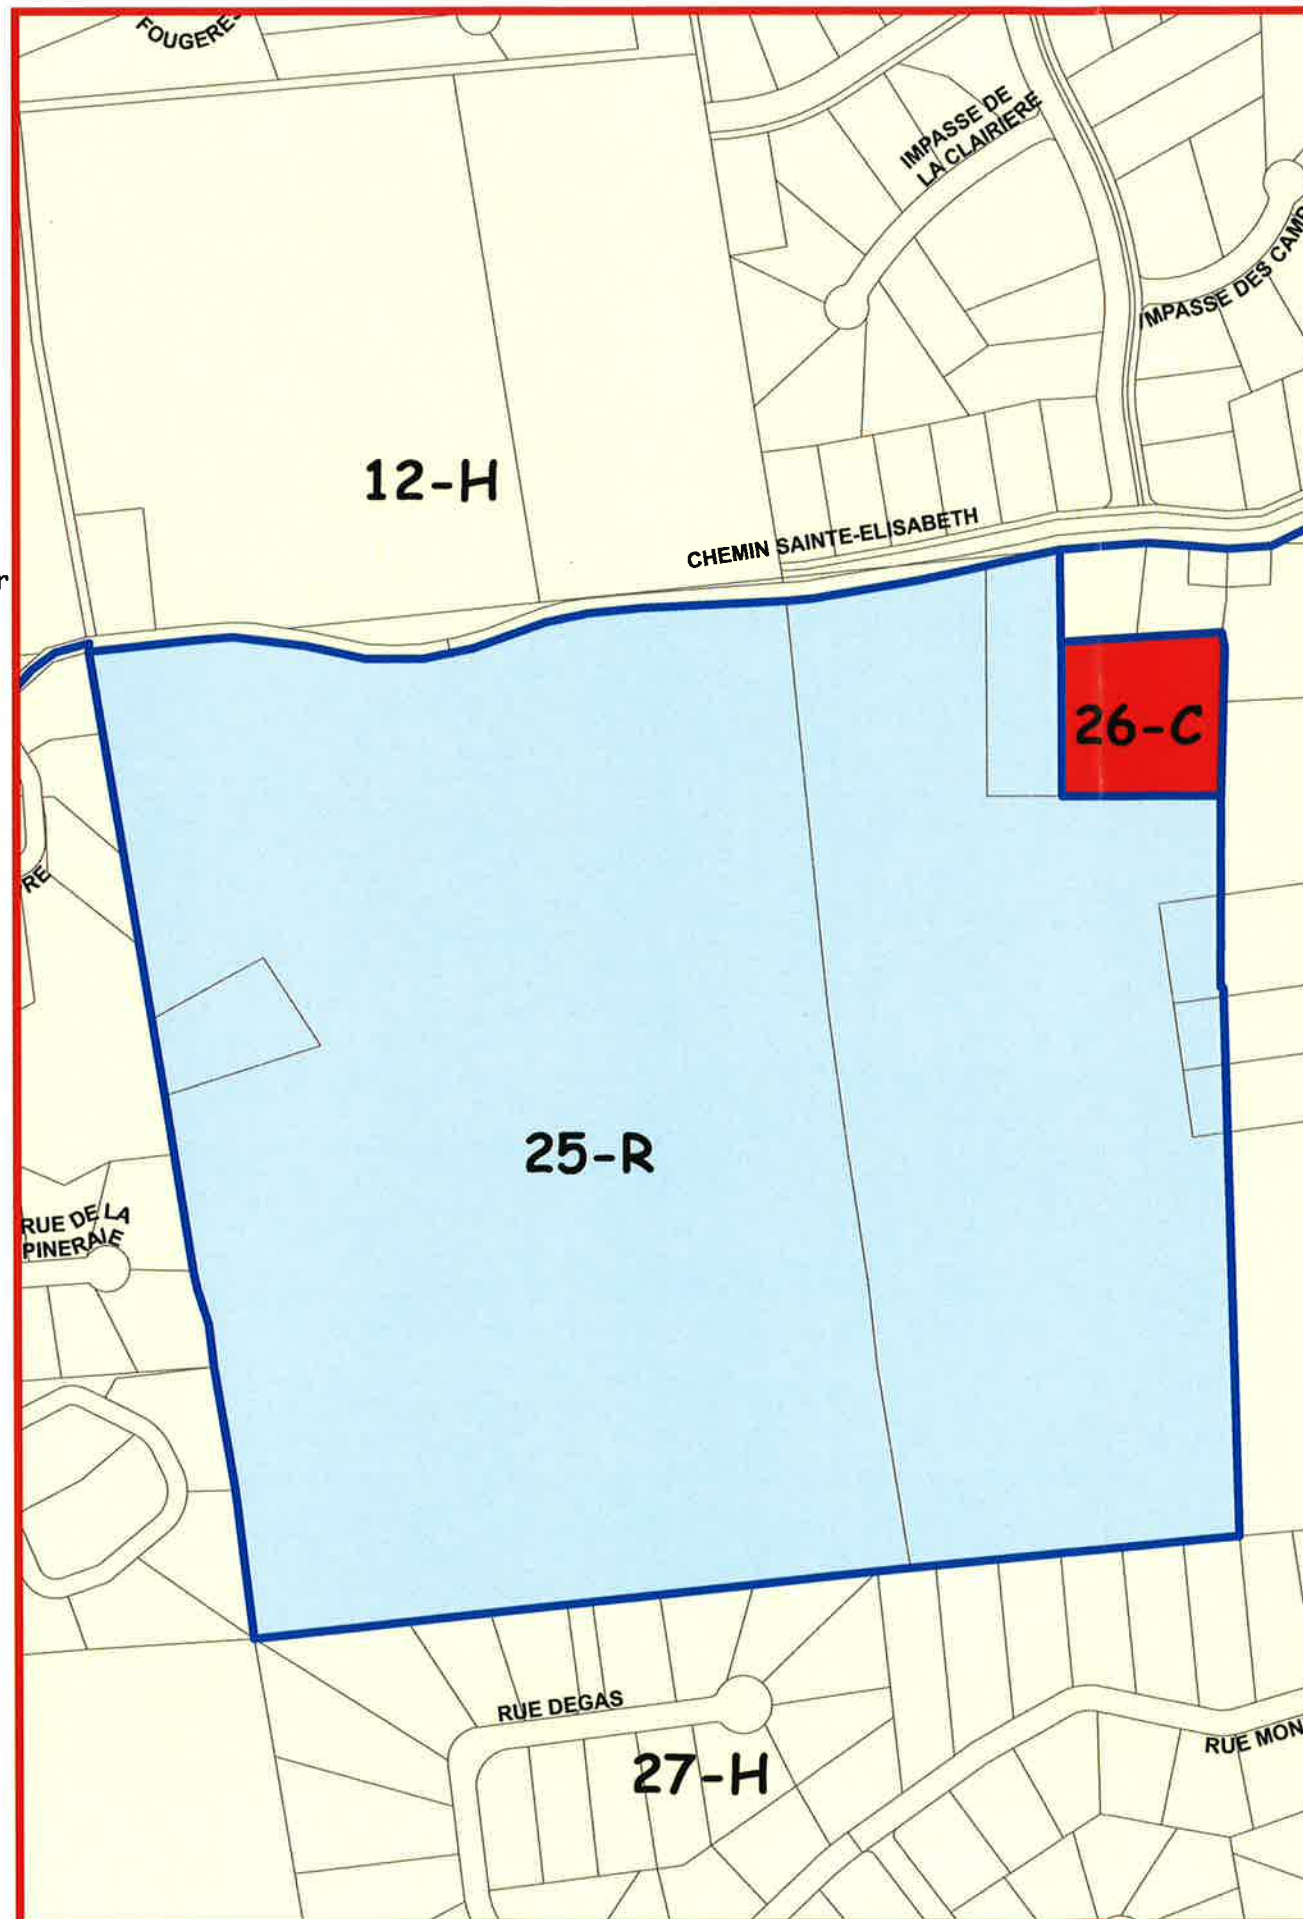 FOUGERES
IMPASSE DE
LA CLAIRIERE
IMPASSE DES CAMP
12-H
CHEMIN SAINTE-ELISABETH
r
26-C
RE
25-R
RUE DE LA
PINERAIE
RUE DEGAS
27-H
RUE MON